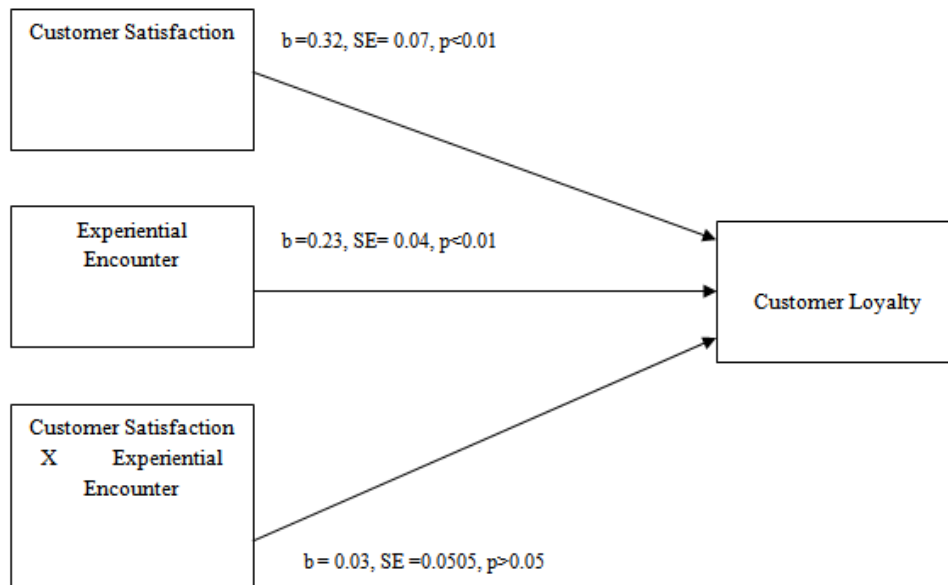 Customer Satisfaction
b=0.32, SE= 0.07, p<0.01
Experiential
Encounter
b=0.23, SE= 0.04, p<0.01
Customer Loyalty
Customer Satisfaction
X Experiential
Encounter
b= 0.03, SE =0.0505, p>0.05